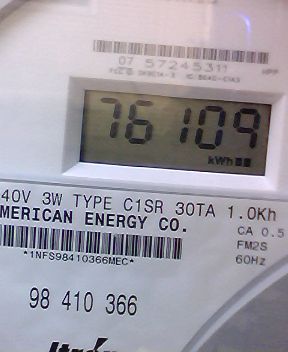 07 57245311
76109
kWh
40V 3W TYPE C1SR 30TA 1.0Kh
MERICAN ENERGY CO.
CA 0.5
FM2S
*1NFS98410366MEC*
60Hz
98 410 366
Itrón